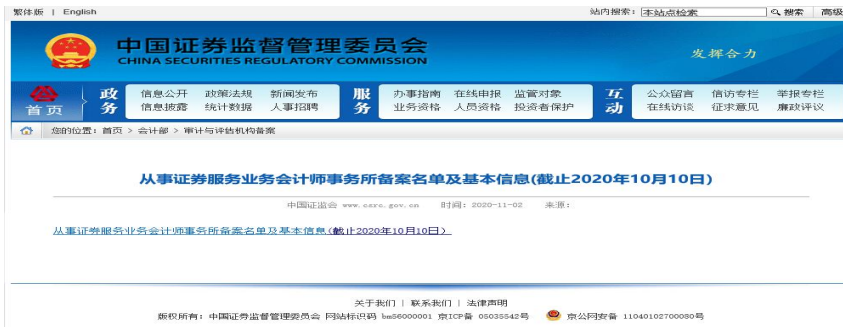 繁体版 | English 站内搜索: 本站点检索 搜索 高级
中国证券监督管理委员会
CHINA SECURITIES REGULATORY COMMISSION
发挥合力
首页 政务 信息公开 政策法规 新闻发布 服务 办事指南 在线申报 监管对象 互动 公众留言 信访专栏 举报专栏
信息披露 统计数据 人事招聘 业务资格 人员资格 投资者保护 在线访谈 征求意见 廉政评议
您的位置: 首页 > 会计部 > 审计与评估机构备案
从事证券服务业务会计师事务所备案名单及基本信息(截止2020年10月10日)
中国证监会 www.csrc.gov.cn 时间: 2020-11-02 来源:
从事证券服务业务会计师事务所备案名单及基本信息(截止2020年10月10日)
关于我们 | 联系我们 | 法律声明
版权所有: 中国证券监督管理委员会 网站标识码 bm56000001 京ICP备 05035542号 京公网安备 11040102700080号